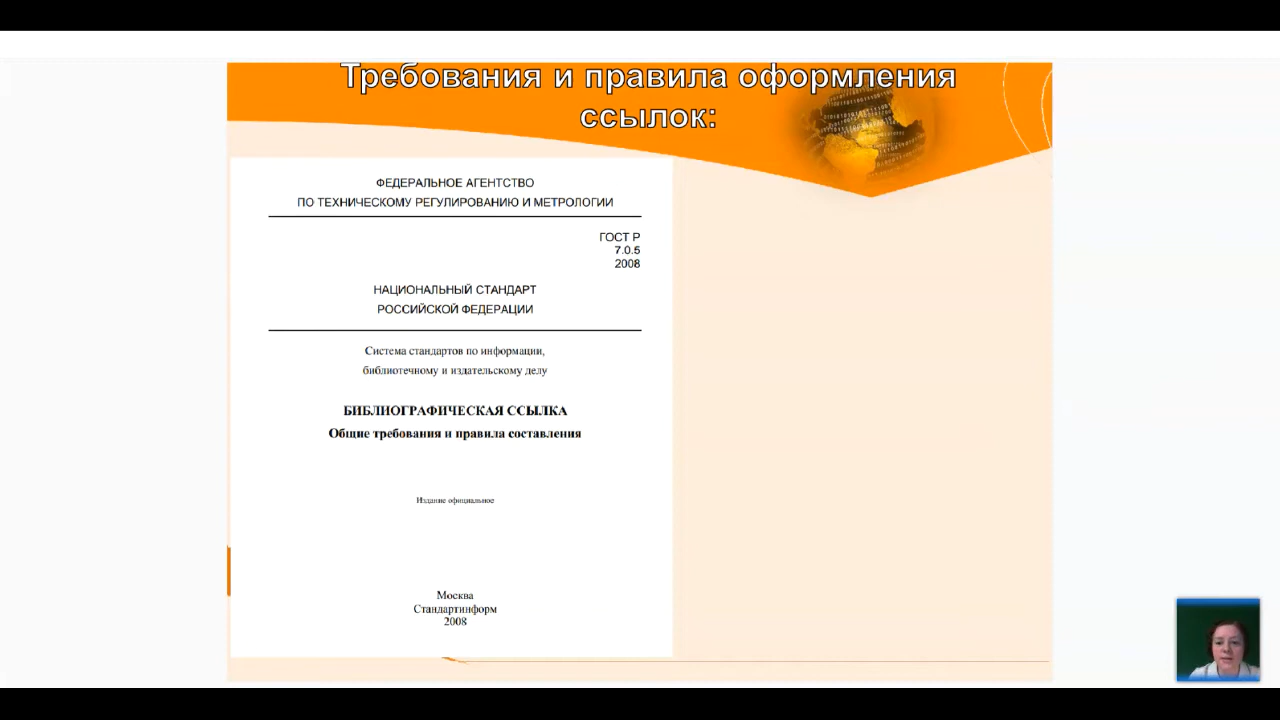 Требования и правила оформления
ссылок:
ФЕДЕРАЛЬНОЕ АГЕНТСТВО
ПО ТЕХНИЧЕСКОМУ РЕГУЛИРОВАНИЮ И МЕТРОЛОГИИ
ГОСТ Р
7.0.5
2008
НАЦИОНАЛЬНЫЙ СТАНДАРТ
РОССИЙСКОЙ ФЕДЕРАЦИИ
Система стандартов по информации,
библиотечному и издательскому делу
БИБЛИОГРАФИЧЕСКАЯ ССЫЛКА
Общие требования и правила составления
Издание официальное
Москва
Стандартинформ
2008